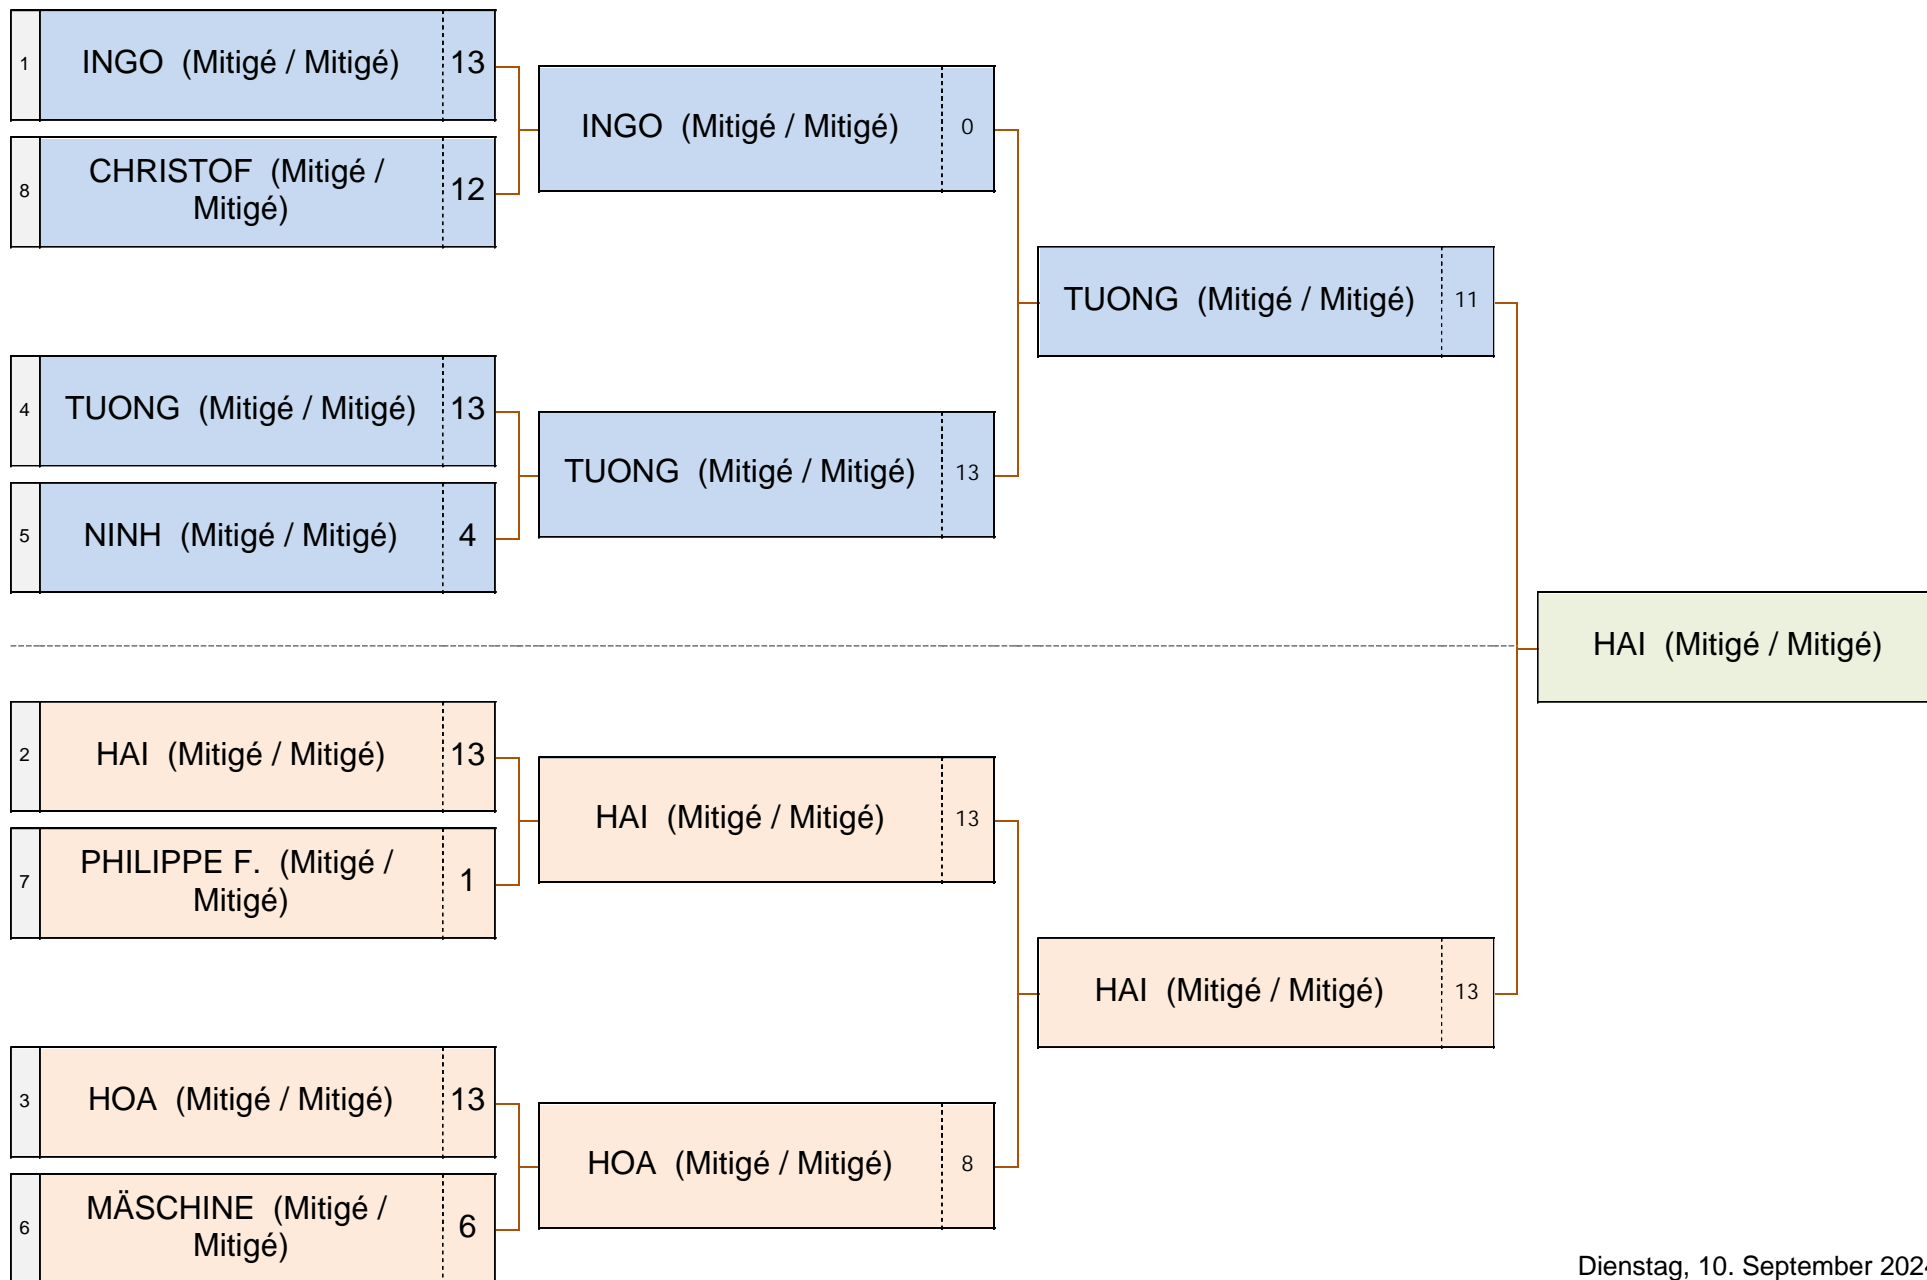 1 INGO (Mitigé / Mitigé) 13
INGO (Mitigé / Mitigé) 0
8 CHRISTOF (Mitigé /
Mitigé) 12
TUONG (Mitigé / Mitigé) 11
4 TUONG (Mitigé / Mitigé) 13
TUONG (Mitigé / Mitigé) 13
5 NINH (Mitigé / Mitigé) 4
HAI (Mitigé / Mitigé)
2 HAI (Mitigé / Mitigé) 13
HAI (Mitigé / Mitigé) 13
7 PHILIPPE F. (Mitigé /
Mitigé) 1
HAI (Mitigé / Mitigé) 13
3 HOA (Mitigé / Mitigé) 13
HOA (Mitigé / Mitigé) 8
6 MÄSCHINE (Mitigé /
Mitigé) 6
Dienstag, 10. September 2024